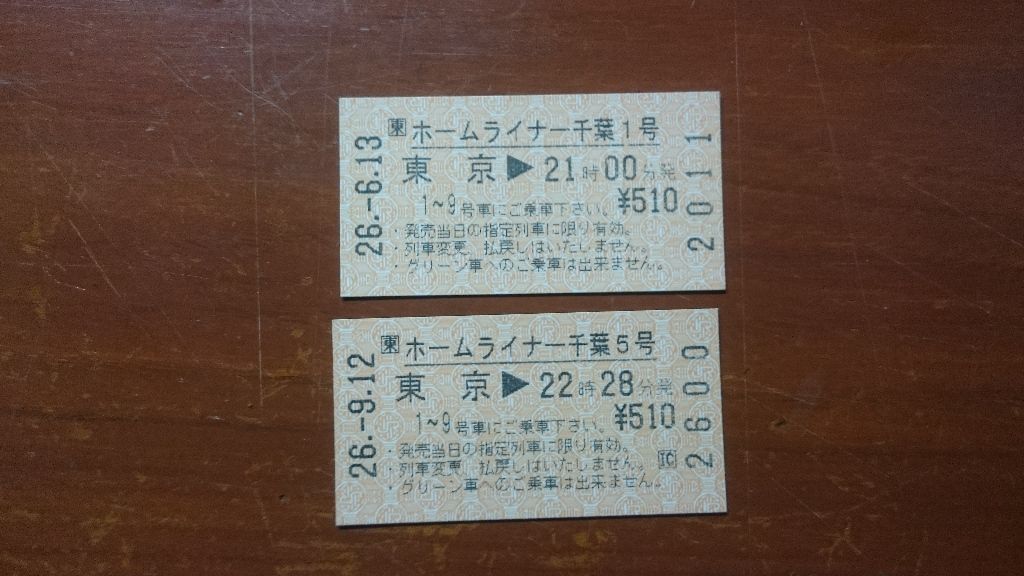 東 ホームライナー千葉1号
東京▶21時00分発
1~9号車にご乗車下さい。 ¥510
・発売当日の指定列車に限り有効。
・列車変更、払戻しはいたしません。
・グリーン車へのご乗車は出来ません。
26.-6.13
2011
東 ホームライナー千葉5号
東京▶22時28分発
1~9号車にご乗車下さい。 ¥510
・発売当日の指定列車に限り有効。
・列車変更、払戻しはいたしません。
・グリーン車へのご乗車は出来ません。
26.-9.12
2600